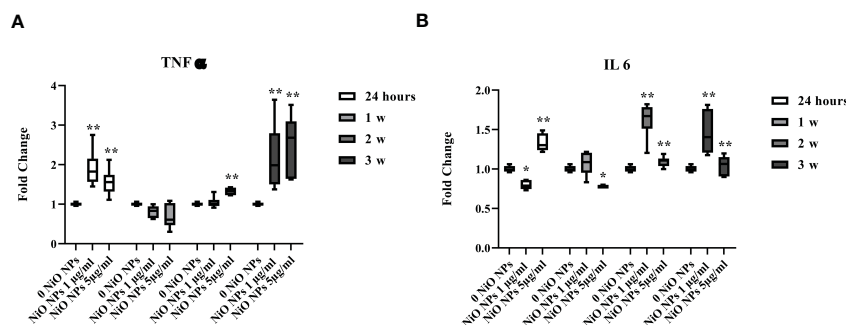 A
TNF α
Fold Change
4
3
2
1
0
** ** ** ** **
0 NiO NPs
NiO NPs 1 µg/ml
NiO NPs 5µg/ml
0 NiO NPs
NiO NPs 1 µg/ml
NiO NPs 5µg/ml
0 NiO NPs
NiO NPs 1 µg/ml
NiO NPs 5µg/ml
0 NiO NPs
NiO NPs 1 µg/ml
NiO NPs 5µg/ml
24 hours
1 w
2 w
3 w
B
IL 6
Fold Change
2.0
1.5
1.0
0.5
0.0
* ** * ** ** ** **
0 NiO NPs
NiO NPs 1 µg/ml
NiO NPs 5µg/ml
0 NiO NPs
NiO NPs 1 µg/ml
NiO NPs 5µg/ml
0 NiO NPs
NiO NPs 1 µg/ml
NiO NPs 5µg/ml
0 NiO NPs
NiO NPs 1 µg/ml
NiO NPs 5µg/ml
24 hours
1 w
2 w
3 w